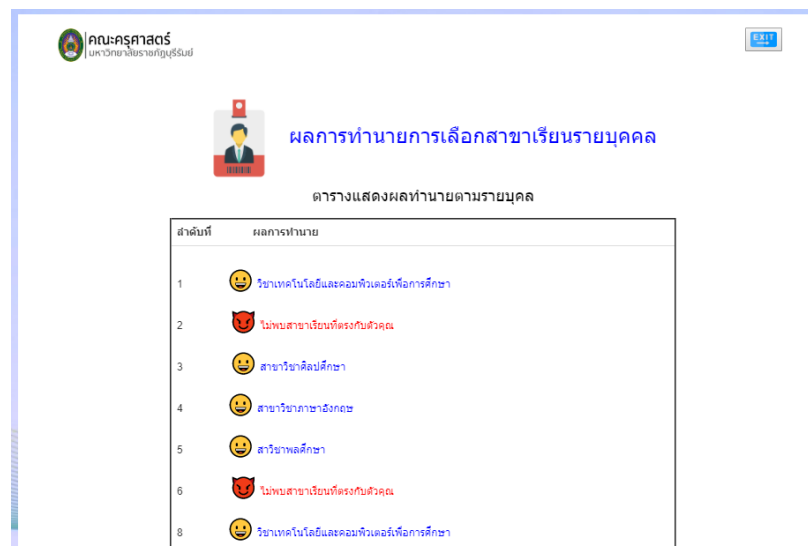 คณะครุศาสตร์
มหาวิทยาลัยราชภัฏบุรีรัมย์
EXIT
ผลการทำนายการเลือกสาขาเรียนรายบุคคล
ตารางแสดงผลทำนายตามรายบุคล
ลำดับที่ ผลการทำนาย
1 วิชาเทคโนโลยีและคอมพิวเตอร์เพื่อการศึกษา
2 ไม่พบสาขาเรียนที่ตรงกับตัวคุณ
3 สาขาวิชาศิลปศึกษา
4 สาขาวิชาภาษาอังกฤษ
5 สาวิชาพลศึกษา
6 ไม่พบสาขาเรียนที่ตรงกับตัวคุณ
8 วิชาเทคโนโลยีและคอมพิวเตอร์เพื่อการศึกษา